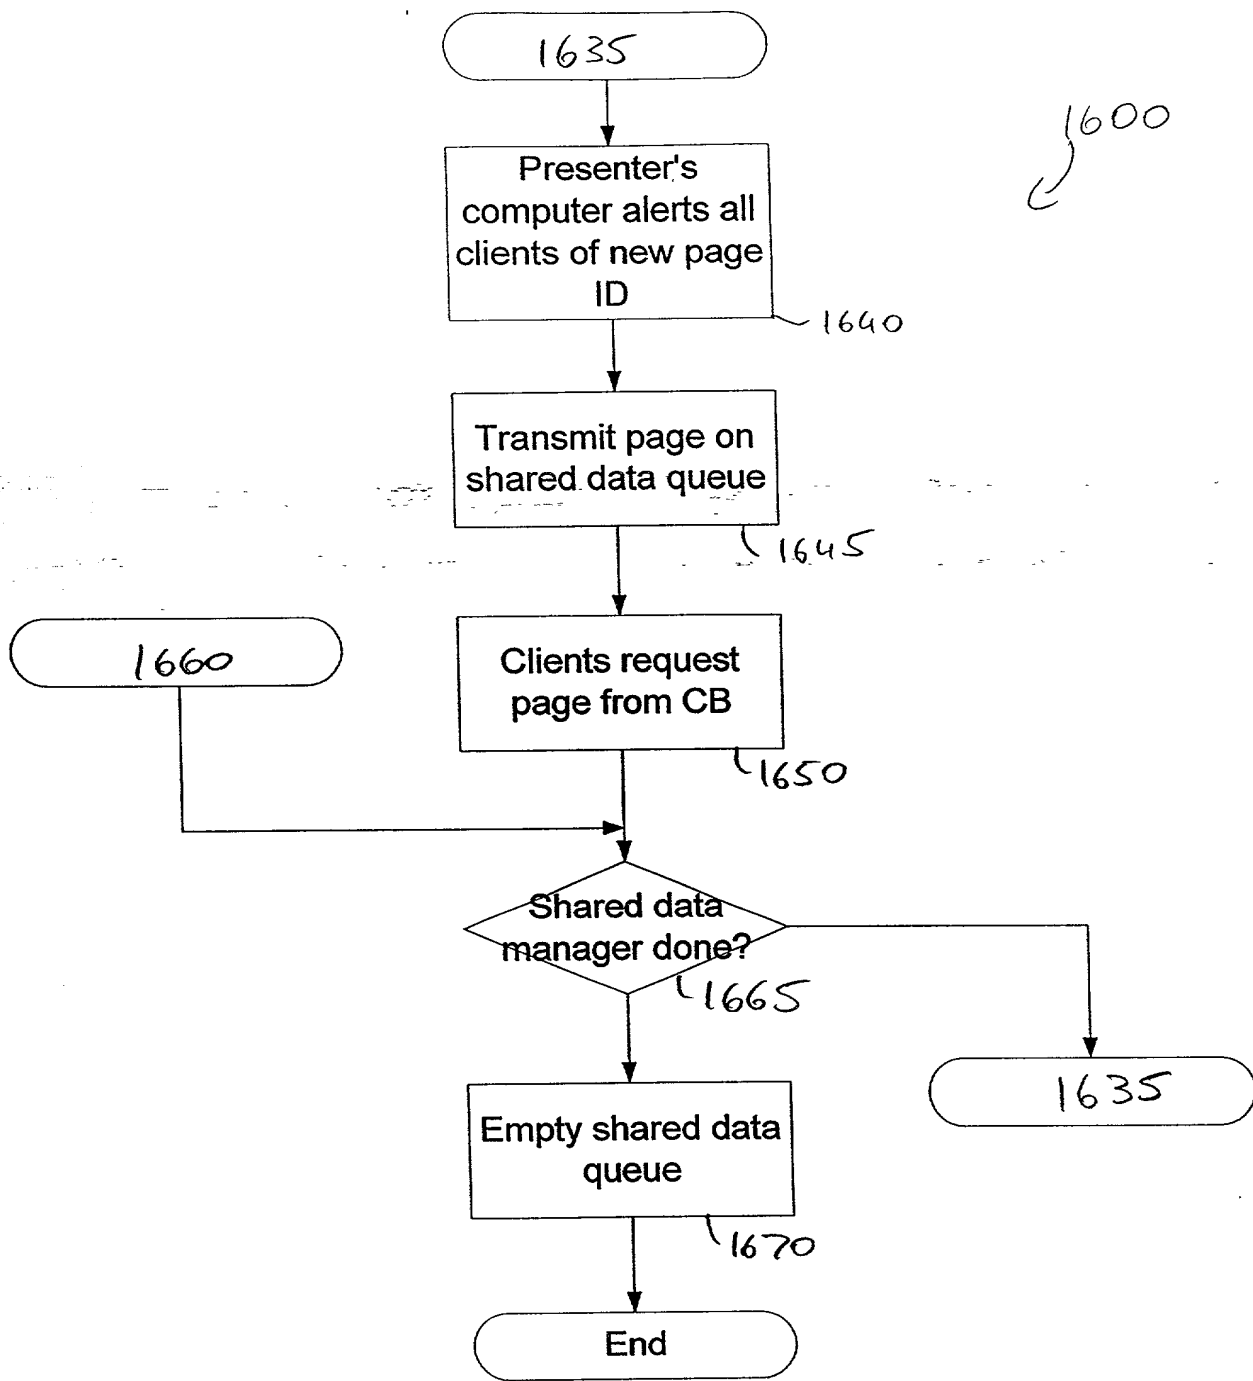 1635
1600
Presenter's
computer alerts all
clients of new page
ID
1640
Transmit page on
shared data queue
1645
1660
Clients request
page from CB
1650
Shared data
manager done?
1665
1635
Empty shared data
queue
1670
End